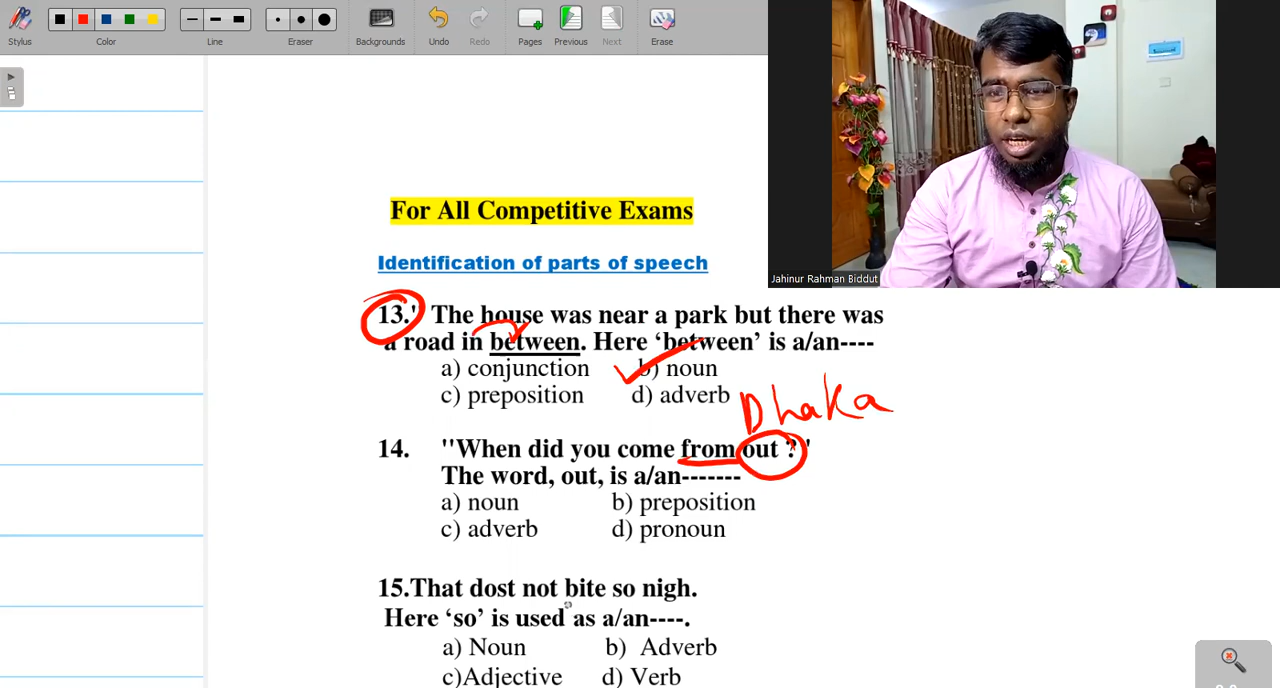 Stylus
Color
Line
Eraser
Backgrounds
Undo
Redo
Pages
Previous
Next
Erase
Jahinur Rahman Biddut
For All Competitive Exams
Identification of parts of speech
13." The house was near a park but there was
a road in between. Here ‘between’ is a/an----
a) conjunction b) noun
c) preposition d) adverb
Dhaka
14. "When did you come from out ?"
The word, out, is a/an-------
a) noun b) preposition
c) adverb d) pronoun
15.That dost not bite so nigh.
Here ‘so’ is used as a/an----.
a) Noun b) Adverb
c)Adjective d) Verb